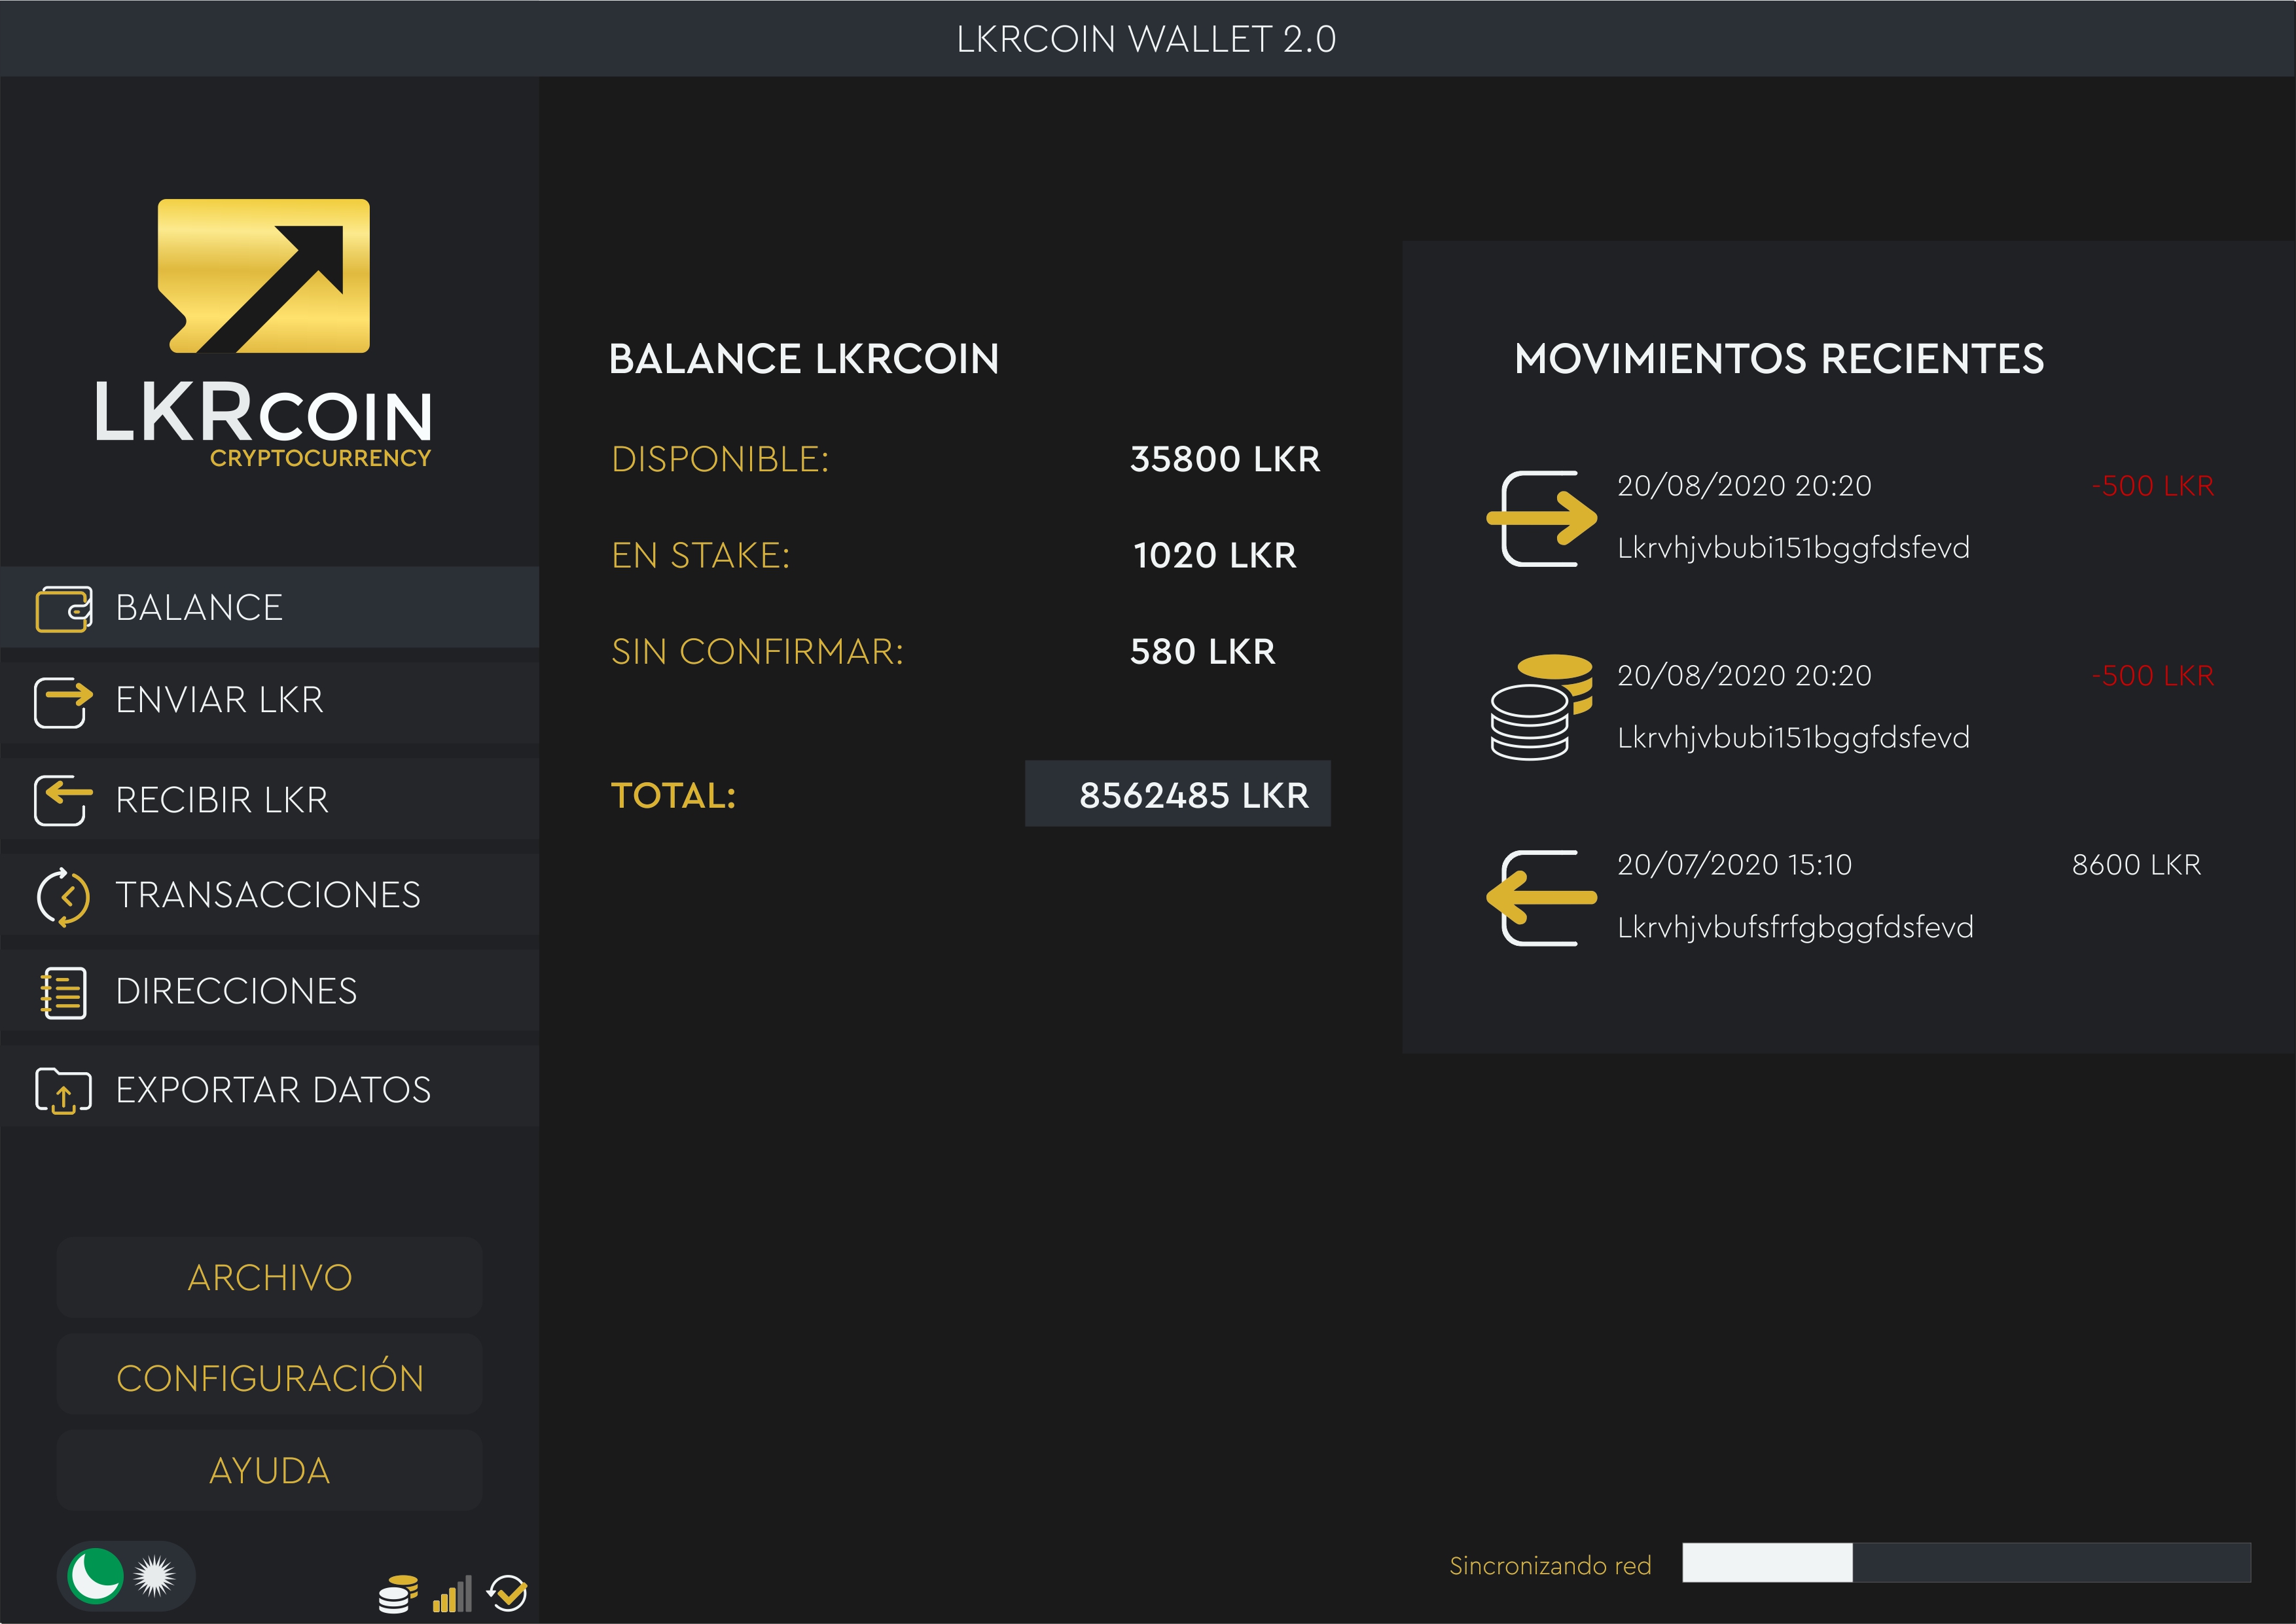 LKRCOIN WALLET 2.0
LKRCOIN
CRYPTOCURRENCY
BALANCE
ENVIAR LKR
RECIBIR LKR
TRANSACCIONES
DIRECCIONES
EXPORTAR DATOS
ARCHIVO
CONFIGURACIÓN
AYUDA
BALANCE LKRCOIN
DISPONIBLE: 35800 LKR
EN STAKE: 1020 LKR
SIN CONFIRMAR: 580 LKR
TOTAL: 8562485 LKR
MOVIMIENTOS RECIENTES
20/08/2020 20:20 -500 LKR
Lkrvhjvbubi151bggfdsfevd
20/08/2020 20:20 -500 LKR
Lkrvhjvbubi151bggfdsfevd
20/07/2020 15:10 8600 LKR
Lkrvhjvbufsfrfgbggfdsfevd
Sincronizando red